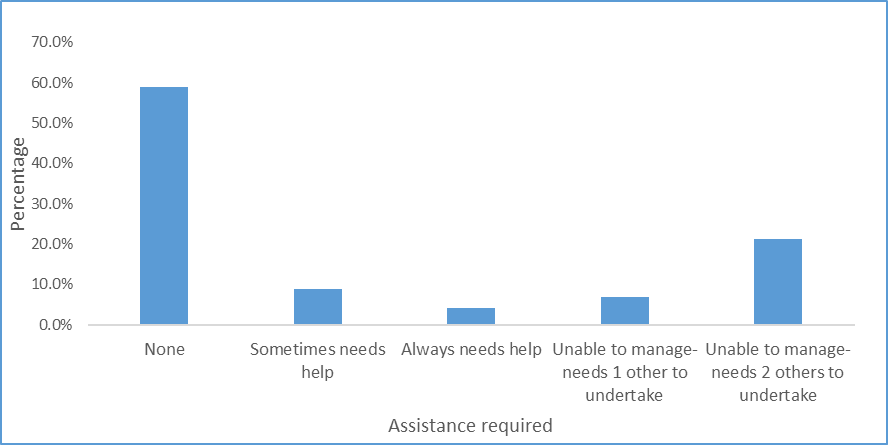 70.0%
60.0%
50.0%
40.0%
30.0%
20.0%
10.0%
0.0%
Percentage
None
Sometimes needs
help
Always needs help
Unable to manage-
needs 1 other to
undertake
Unable to manage-
needs 2 others to
undertake
Assistance required